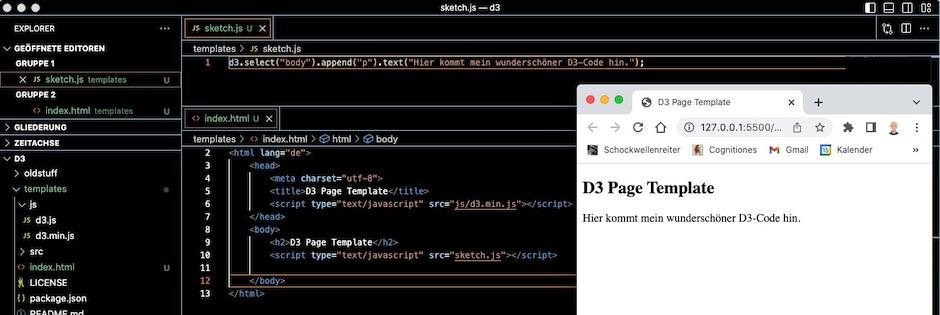 sketch.js — d3
EXPLORER
GEÖFFNETE EDITOREN
GRUPPE 1
sketch.js templates U
GRUPPE 2
index.html templates U
GLIEDERUNG
ZEITACHSE
D3
oldstuff
templates
js
JS d3.js
JS d3.min.js
src
index.html U
LICENSE
package.json
README.md
JS sketch.js U
templates > JS sketch.js
1 d3.select("body").append("p").text("Hier kommt mein wunderschöner D3-Code hin.");
index.html U
templates > index.html > html > body
2 <html lang="de">
3 <head>
4 <meta charset="utf-8">
5 <title>D3 Page Template</title>
6 <script type="text/javascript" src="js/d3.min.js"></script>
7 </head>
8 <body>
9 <h2>D3 Page Template</h2>
10 <script type="text/javascript" src="sketch.js"></script>
11
12 </body>
13 </html>
D3 Page Template
127.0.0.1:5500/...
Schockwellenreiter Cognitiones Gmail Kalender
D3 Page Template
Hier kommt mein wunderschöner D3-Code hin.